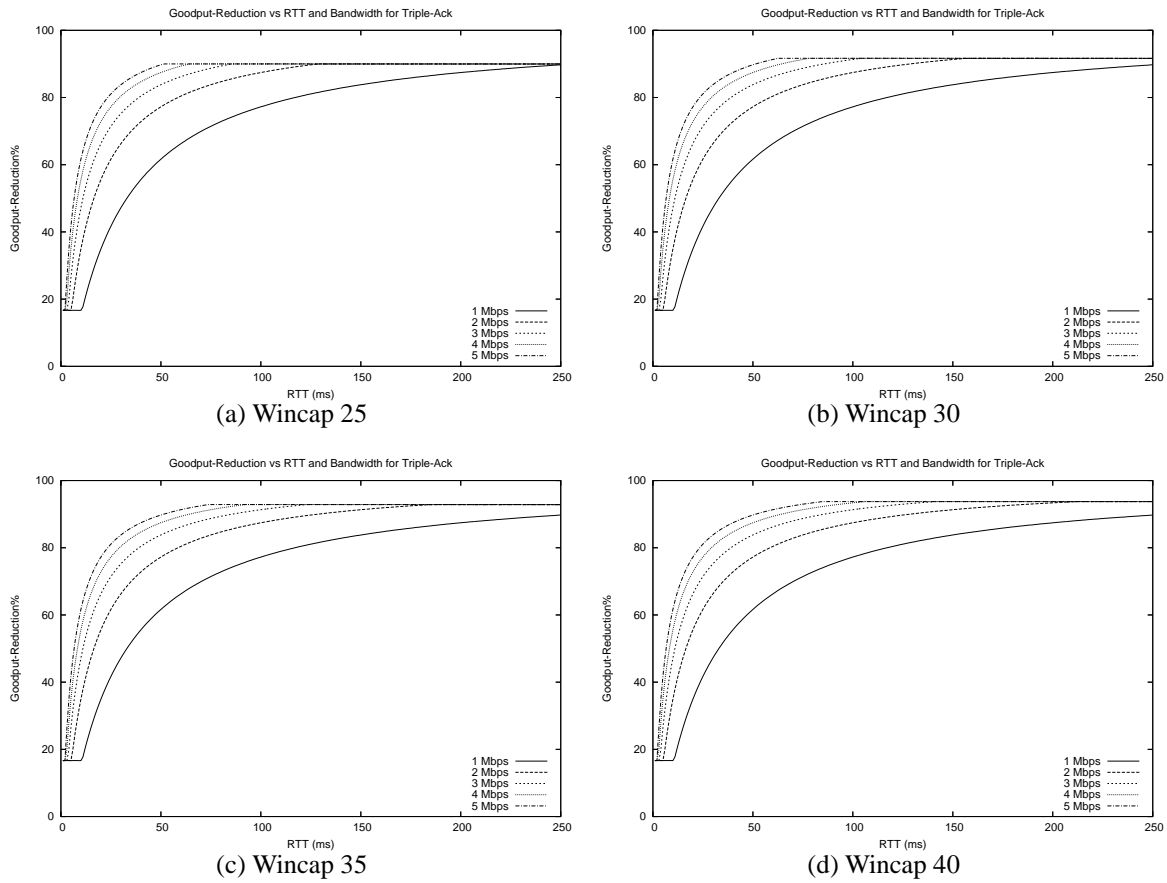 Goodput-Reduction vs RTT and Bandwidth for Triple-Ack
100
80
60
40
20
0
Goodput-Reduction%
1 Mbps
2 Mbps
3 Mbps
4 Mbps
5 Mbps
0 50 100 150 200 250
RTT (ms)
(a) Wincap 25
Goodput-Reduction vs RTT and Bandwidth for Triple-Ack
100
80
60
40
20
0
Goodput-Reduction%
1 Mbps
2 Mbps
3 Mbps
4 Mbps
5 Mbps
0 50 100 150 200 250
RTT (ms)
(b) Wincap 30
Goodput-Reduction vs RTT and Bandwidth for Triple-Ack
100
80
60
40
20
0
Goodput-Reduction%
1 Mbps
2 Mbps
3 Mbps
4 Mbps
5 Mbps
0 50 100 150 200 250
RTT (ms)
(c) Wincap 35
Goodput-Reduction vs RTT and Bandwidth for Triple-Ack
100
80
60
40
20
0
Goodput-Reduction%
1 Mbps
2 Mbps
3 Mbps
4 Mbps
5 Mbps
0 50 100 150 200 250
RTT (ms)
(d) Wincap 40